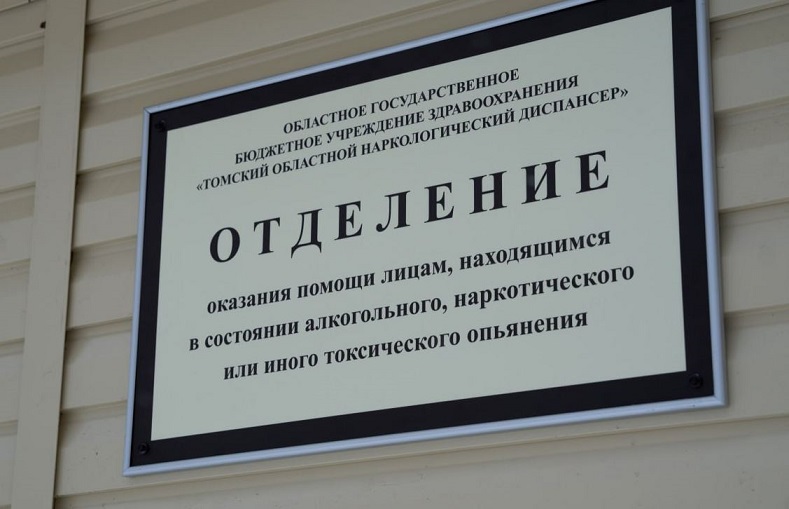 ОБЛАСТНОЕ ГОСУДАРСТВЕННОЕ
БЮДЖЕТНОЕ УЧРЕЖДЕНИЕ ЗДРАВООХРАНЕНИЯ
«ТОМСКИЙ ОБЛАСТНОЙ НАРКОЛОГИЧЕСКИЙ ДИСПАНСЕР»
ОТДЕЛЕНИЕ
оказания помощи лицам, находящимся
в состоянии алкогольного, наркотического
или иного токсического опьянения